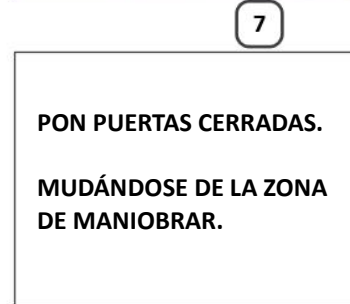 7
PON PUERTAS CERRADAS.
MUDÁNDOSE DE LA ZONA
DE MANIOBRAR.